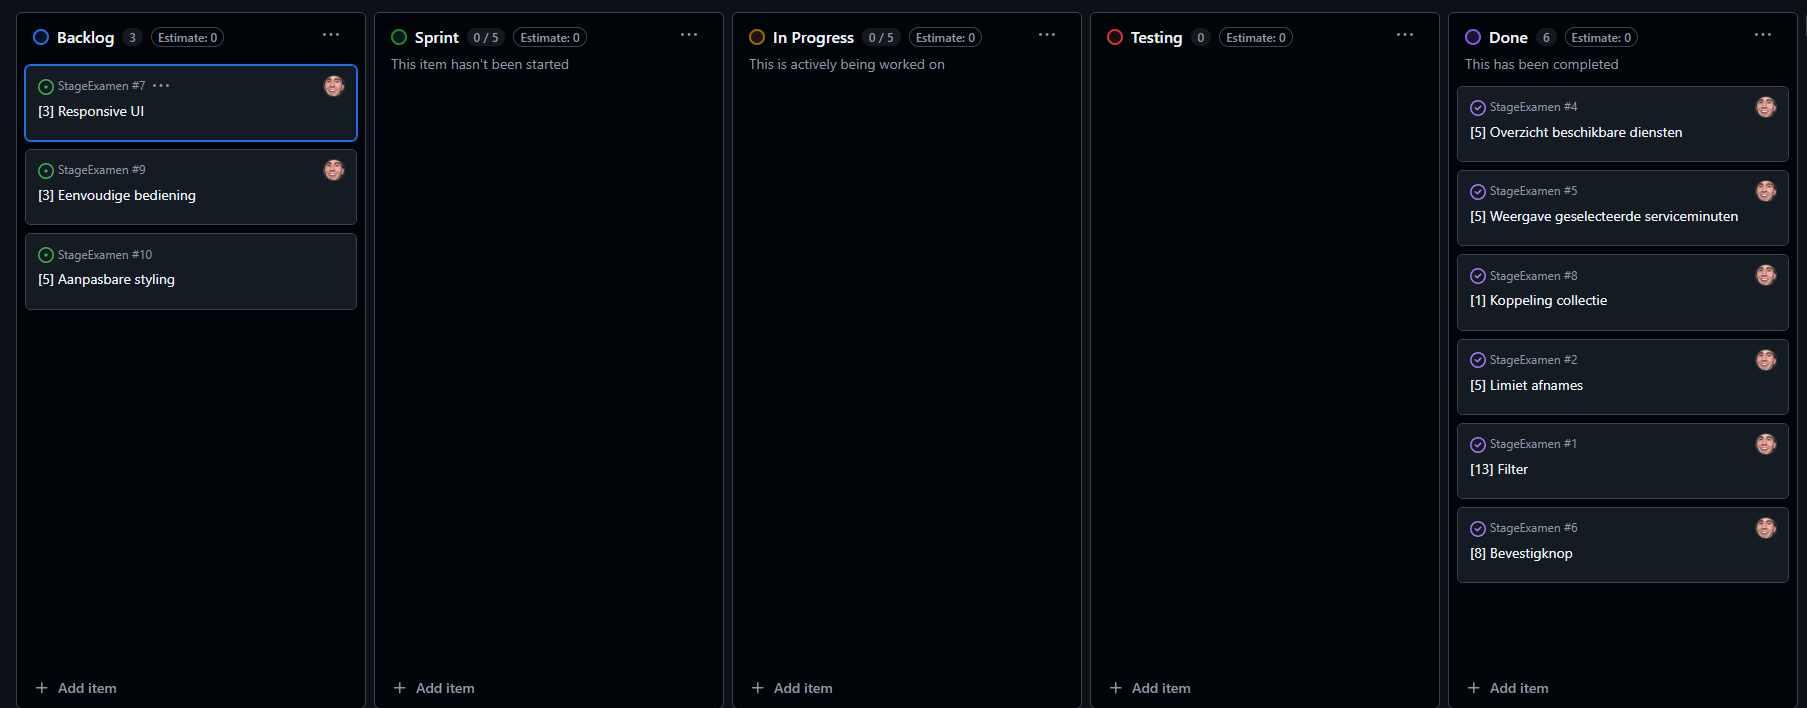 Backlog 3 Estimate: 0 ···
StageExamen #7 ···
[3] Responsive UI
StageExamen #9
[3] Eenvoudige bediening
StageExamen #10
[5] Aanpasbare styling
+ Add item
Sprint 0 / 5 Estimate: 0 ···
This item hasn't been started
+ Add item
In Progress 0 / 5 Estimate: 0 ···
This is actively being worked on
+ Add item
Testing 0 Estimate: 0 ···
+ Add item
Done 6 Estimate: 0 ···
This has been completed
StageExamen #4
[5] Overzicht beschikbare diensten
StageExamen #5
[5] Weergave geselecteerde serviceminuten
StageExamen #8
[1] Koppeling collectie
StageExamen #2
[5] Limiet afnames
StageExamen #1
[13] Filter
StageExamen #6
[8] Bevestigknop
+ Add item